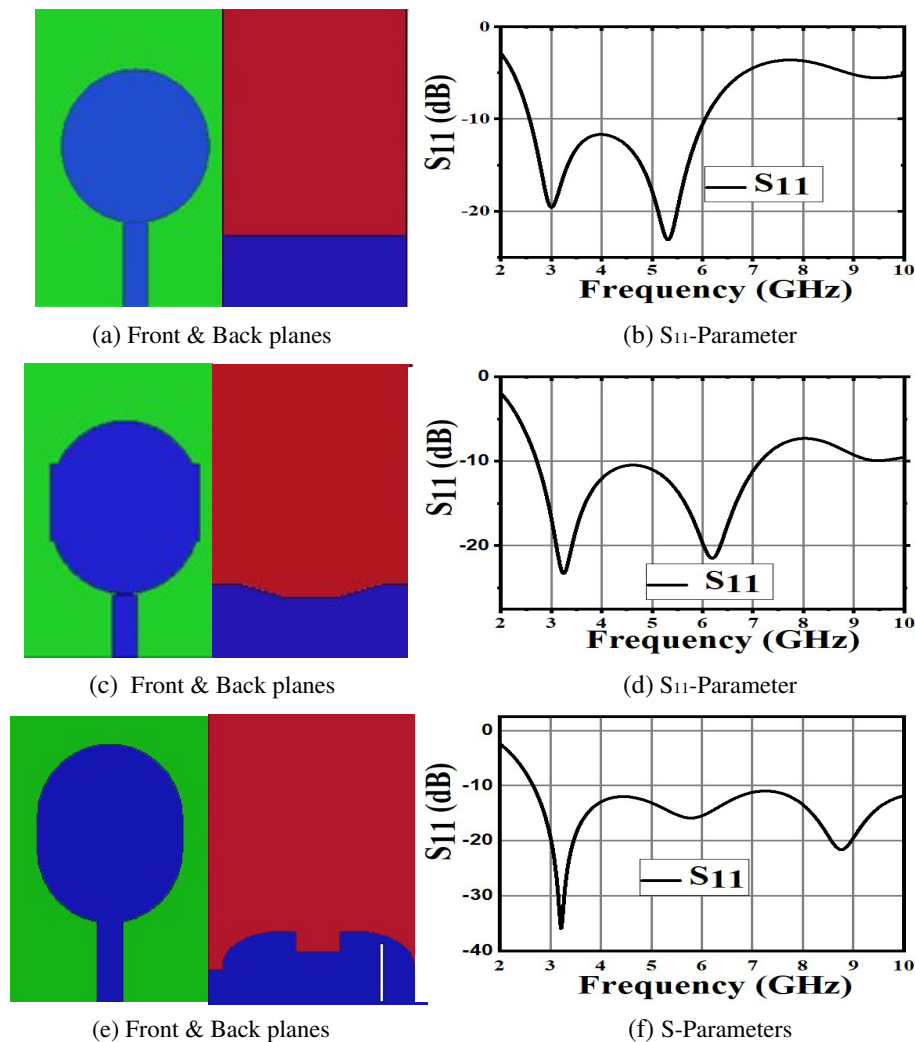 0
-10
-20
S11 (dB)
S11
2 3 4 5 6 7 8 9 10
Frequency (GHz)
(a) Front & Back planes
(b) S11-Parameter
0
-10
-20
S11 (dB)
S11
2 3 4 5 6 7 8 9 10
Frequency (GHz)
(c) Front & Back planes
(d) S11-Parameter
0
-10
-20
-30
-40
S11 (dB)
S11
2 3 4 5 6 7 8 9 10
Frequency (GHz)
(e) Front & Back planes
(f) S-Parameters